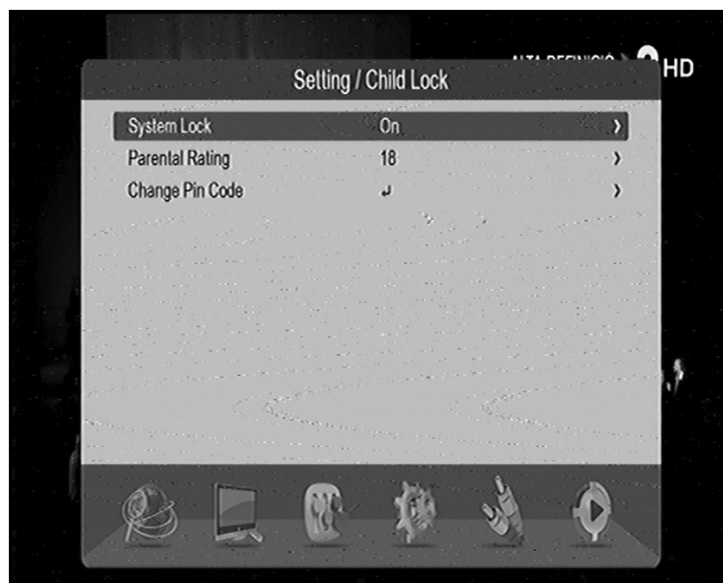 HD
Setting / Child Lock
System Lock On
Parental Rating 18
Change Pin Code